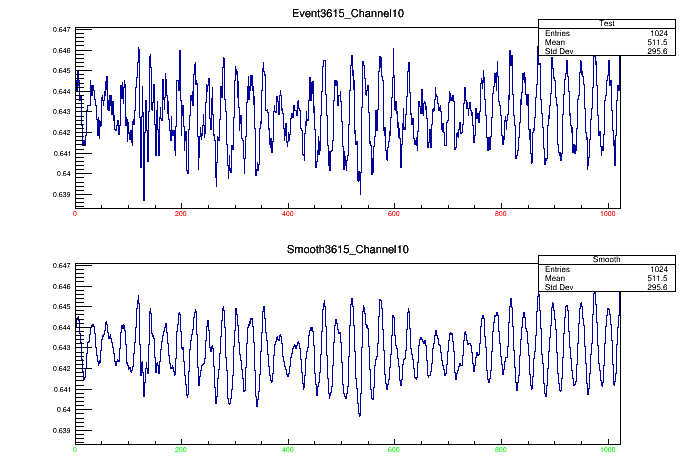 Event3615_Channel10
Test
Entries 1024
Mean 511.5
Std Dev 295.6
0.647
0.646
0.645
0.644
0.643
0.642
0.641
0.64
0.639
0 200 400 600 800 1000
Smooth3615_Channel10
Smooth
Entries 1024
Mean 511.5
Std Dev 295.6
0.647
0.646
0.645
0.644
0.643
0.642
0.641
0.64
0.639
0 200 400 600 800 1000